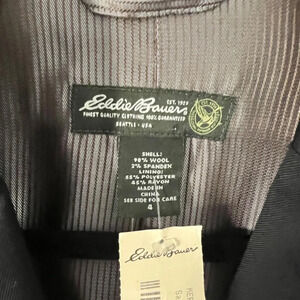 Eddie Bauer
EST. 1920
FINEST QUALITY CLOTHING 100% GUARANTEED
SEATTLE • USA
SHELL:
98% WOOL
2% SPANDEX
LINING:
55% POLYESTER
45% RAYON
MADE IN
CHINA
SEE SIDE FOR CARE
4
Eddie Bauer